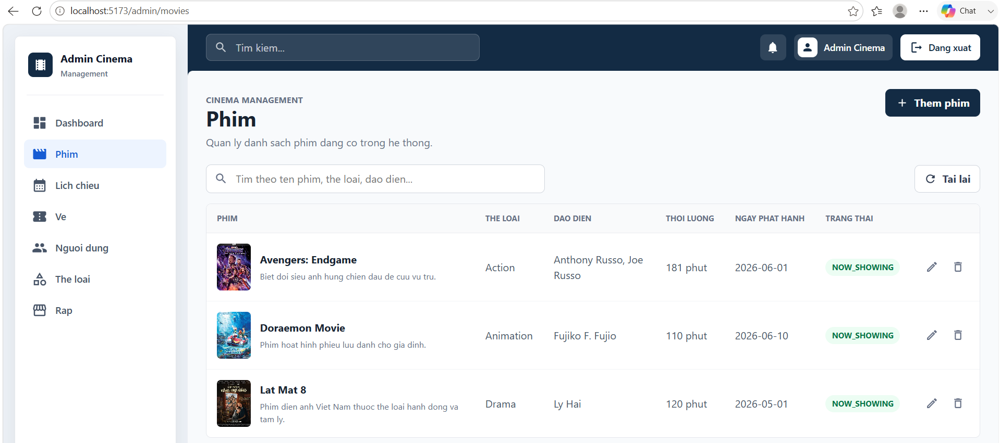 localhost:5173/admin/movies
Chat
Admin Cinema
Management
Tim kiem...
Admin Cinema
Dang xuat
Dashboard
Phim
Lich chieu
Ve
Nguoi dung
The loai
Rap
CINEMA MANAGEMENT
Phim
Quan ly danh sach phim dang co trong he thong.
+ Them phim
Tim theo ten phim, the loai, dao dien...
Tai lai
PHIM THE LOAI DAO DIEN THOI LUONG NGAY PHAT HANH TRANG THAI
Avengers: Endgame
Biet doi sieu anh hung chien dau de cuu vu tru.
Action
Anthony Russo, Joe
Russo
181 phut
2026-06-01
NOW_SHOWING
Doraemon Movie
Phim hoat hinh phieu luu danh cho gia dinh.
Animation
Fujiko F. Fujio
110 phut
2026-06-10
NOW_SHOWING
Lat Mat 8
Phim dien anh Viet Nam thuoc the loai hanh dong va
tam ly.
Drama
Ly Hai
120 phut
2026-05-01
NOW_SHOWING